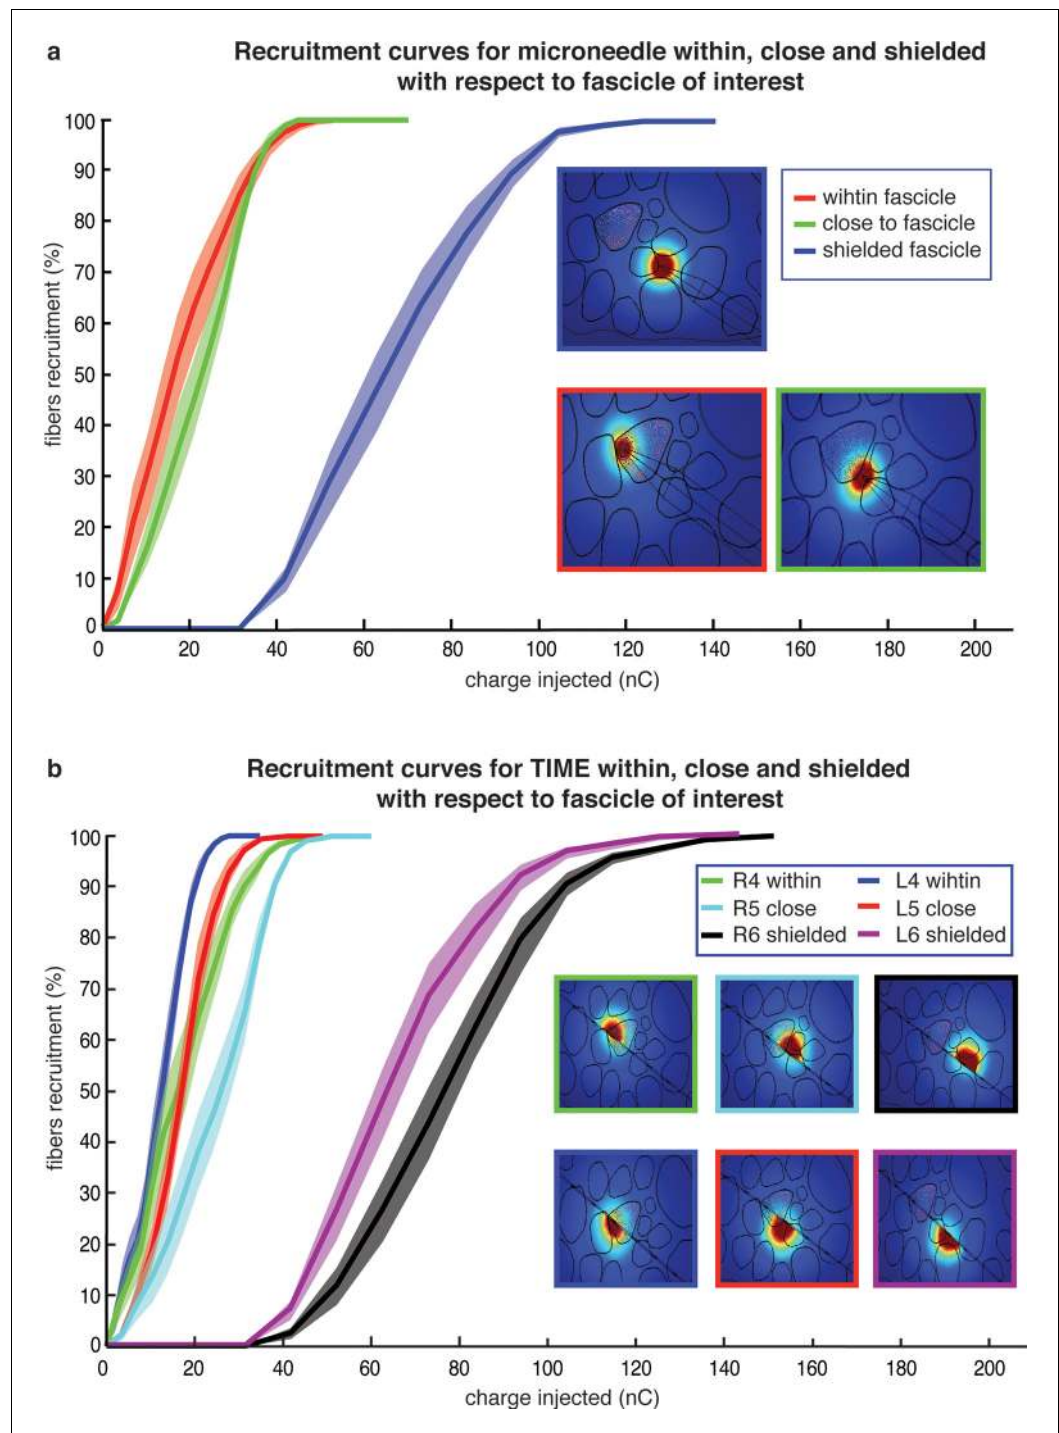 a
Recruitment curves for microneedle within, close and shielded
with respect to fascicle of interest
fibers recruitment (%)
100
90
80
70
60
50
40
30
20
10
0
wihtin fascicle
close to fascicle
shielded fascicle
0 20 40 60 80 100 120 140 160 180 200
charge injected (nC)
b
Recruitment curves for TIME within, close and shielded
with respect to fascicle of interest
fibers recruitment (%)
100
90
80
70
60
50
40
30
20
10
0
R4 within L4 wihtin
R5 close L5 close
R6 shielded L6 shielded
0 20 40 60 80 100 120 140 160 180 200
charge injected (nC)